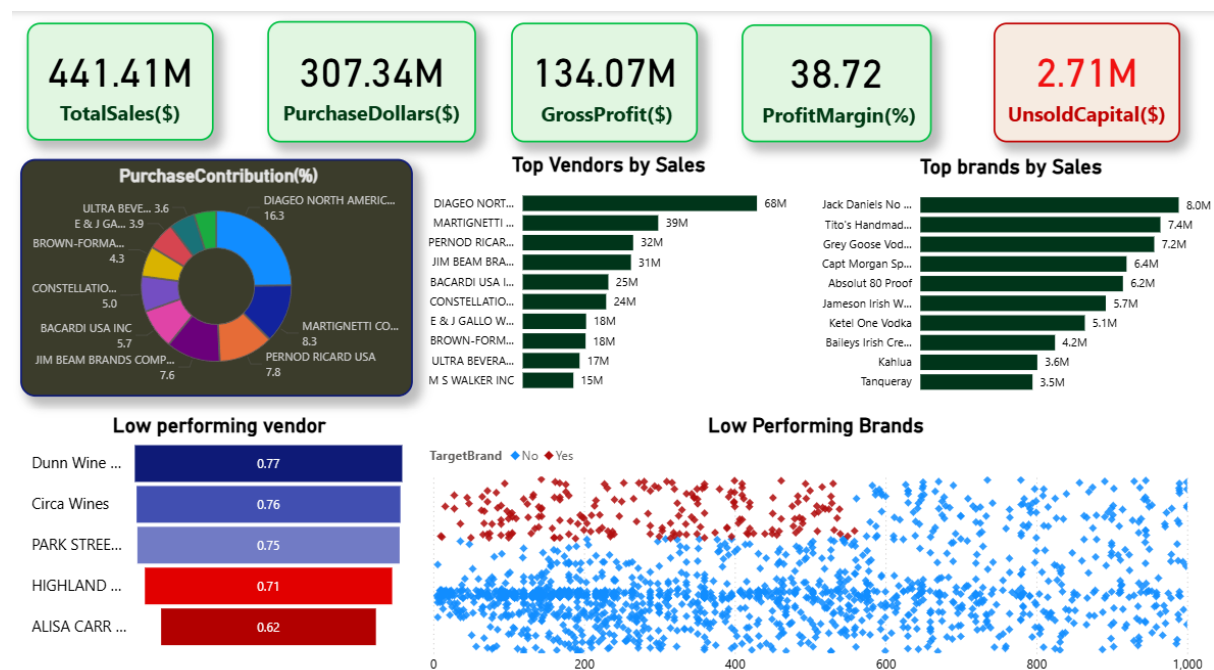 441.41M
TotalSales($)
307.34M
PurchaseDollars($)
134.07M
GrossProfit($)
38.72
ProfitMargin(%)
2.71M
UnsoldCapital($)
PurchaseContribution(%)
DIAGEO NORTH AMERIC...
16.3
MARTIGNETTI CO...
8.3
PERNOD RICARD USA
7.8
JIM BEAM BRANDS COMP...
7.6
BACARDI USA INC
5.7
CONSTELLATIO...
5.0
BROWN-FORMA...
4.3
E & J GA... 3.9
ULTRA BEVE... 3.6
Top Vendors by Sales
DIAGEO NORT... 68M
MARTIGNETTI ... 39M
PERNOD RICAR... 32M
JIM BEAM BRA... 31M
BACARDI USA I... 25M
CONSTELLATIO... 24M
E & J GALLO W... 18M
BROWN-FORM... 18M
ULTRA BEVERA... 17M
M S WALKER INC 15M
Top brands by Sales
Jack Daniels No ... 8.0M
Tito's Handmad... 7.4M
Grey Goose Vod... 7.2M
Capt Morgan Sp... 6.4M
Absolut 80 Proof 6.2M
Jameson Irish W... 5.7M
Ketel One Vodka 5.1M
Baileys Irish Cre... 4.2M
Kahlua 3.6M
Tanqueray 3.5M
Low performing vendor
Dunn Wine ... 0.77
Circa Wines 0.76
PARK STREE... 0.75
HIGHLAND ... 0.71
ALISA CARR ... 0.62
Low Performing Brands
TargetBrand No Yes
0 200 400 600 800 1,000